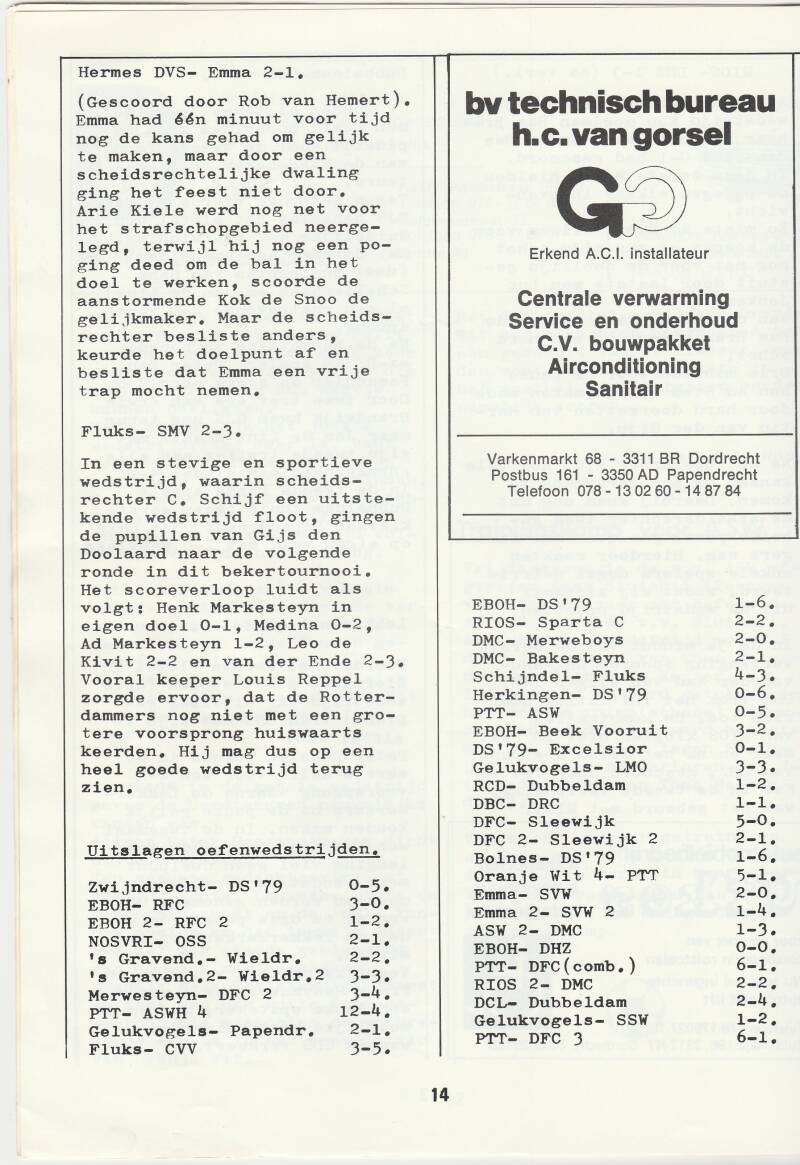 Hermes DVS- Emma 2-1.
(Gescoord door Rob van Hemert).
Emma had één minuut voor tijd
nog de kans gehad om gelijk
te maken, maar door een
scheidsrechtelijke dwaling
ging het feest niet door.
Arie Kiele werd nog net voor
het strafschopgebied neerge-
legd, terwijl hij nog een po-
ging deed om de bal in het
doel te werken, scoorde de
aanstormende Kok de Snoo de
gelijkmaker. Maar de scheids-
rechter besliste anders,
keurde het doelpunt af en
besliste dat Emma een vrije
trap mocht nemen.
Fluks- SMV 2-3.
In een stevige en sportieve
wedstrijd, waarin scheids-
rechter C. Schijf een uitste-
kende wedstrijd floot, gingen
de pupillen van Gijs den
Doolaard naar de volgende
ronde in dit bekertournooi.
Het scoreverloop luidt als
volgt: Henk Markesteyn in
eigen doel 0-1, Medina 0-2,
Ad Markesteyn 1-2, Leo de
Kivit 2-2 en van der Ende 2-3.
Vooral keeper Louis Reppel
zorgde ervoor, dat de Rotter-
dammers nog niet met een gro-
tere voorsprong huiswaarts
keerden. Hij mag dus op een
heel goede wedstrijd terug
zien.
Uitslagen oefenwedstrijden.
Zwijndrecht- DS'79 0-5.
EBOH- RFC 3-0.
EBOH 2- RFC 2 1-2.
NOSVRI- OSS 2-1.
's Gravend.- Wieldr. 2-2.
's Gravend.2- Wieldr.2 3-3.
Merwesteyn- DFC 2 3-4.
PTT- ASWH 4 12-4.
Gelukvogels- Papendr. 2-1.
Fluks- CVV 3-5.
bv technisch bureau
h.c. van gorsel
Erkend A.C.I. installateur
Centrale verwarming
Service en onderhoud
C.V. bouwpakket
Airconditioning
Sanitair
Varkenmarkt 68 - 3311 BR Dordrecht
Postbus 161 - 3350 AD Papendrecht
Telefoon 078 - 13 02 60 - 14 87 84
EBOH- DS'79 1-6.
RIOS- Sparta C 2-2.
DMC- Merweboys 2-0.
DMC- Bakesteyn 2-1.
Schijndel- Fluks 4-3.
Herkingen- DS'79 0-6.
PTT- ASW 0-5.
EBOH- Beek Vooruit 3-2.
DS'79- Excelsior 0-1.
Gelukvogels- LMO 3-3.
RCD- Dubbeldam 1-2.
DBC- DRC 1-1.
DFC- Sleewijk 5-0.
DFC 2- Sleewijk 2 2-1.
Bolnes- DS'79 1-6.
Oranje Wit 4- PTT 5-1.
Emma- SVW 2-0.
Emma 2- SVW 2 1-4.
ASW 2- DMC 1-3.
EBOH- DHZ 0-0.
PTT- DFC(comb.) 6-1.
RIOS 2- DMC 2-2.
DCL- Dubbeldam 2-4.
Gelukvogels- SSW 1-2.
PTT- DFC 3 6-1.
14